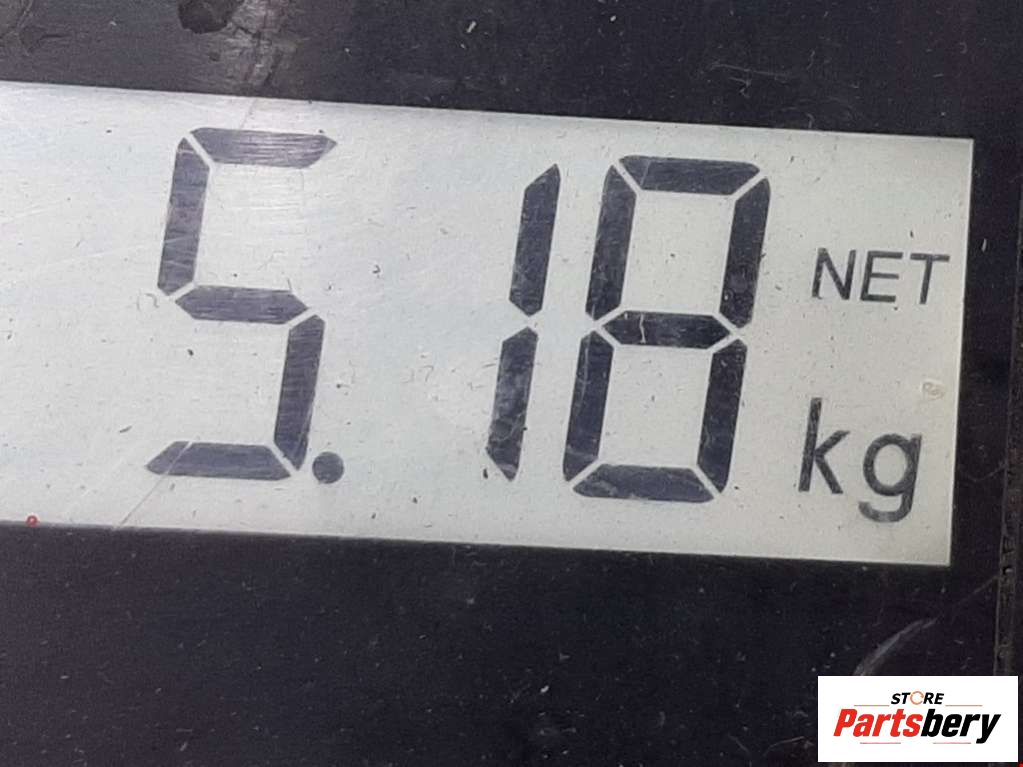 5.18 NET
kg
STORE
Partsbery